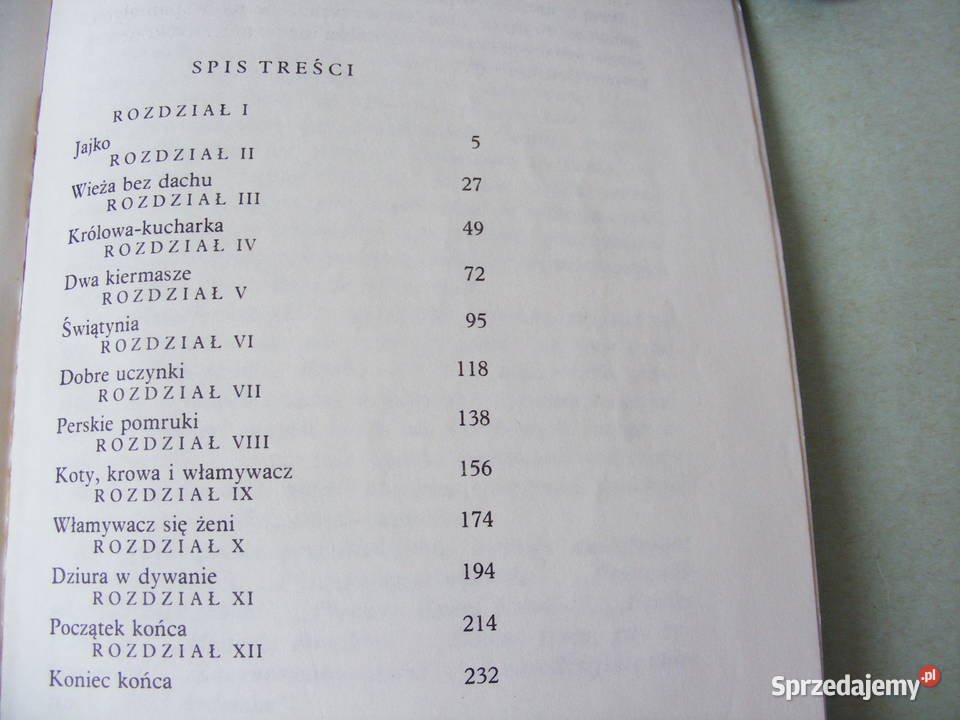 SPIS TREŚCI
ROZDZIAŁ I
Jajko 5
ROZDZIAŁ II
Wieża bez dachu 27
ROZDZIAŁ III
Królowa-kucharka 49
ROZDZIAŁ IV
Dwa kiermasze 72
ROZDZIAŁ V
Świątynia 95
ROZDZIAŁ VI
Dobre uczynki 118
ROZDZIAŁ VII
Perskie pomruki 138
ROZDZIAŁ VIII
Koty, krowa i włamywacz 156
ROZDZIAŁ IX
Włamywacz się żeni 174
ROZDZIAŁ X
Dziura w dywanie 194
ROZDZIAŁ XI
Początek końca 214
ROZDZIAŁ XII
Koniec końca 232
Sprzedajemy.pl